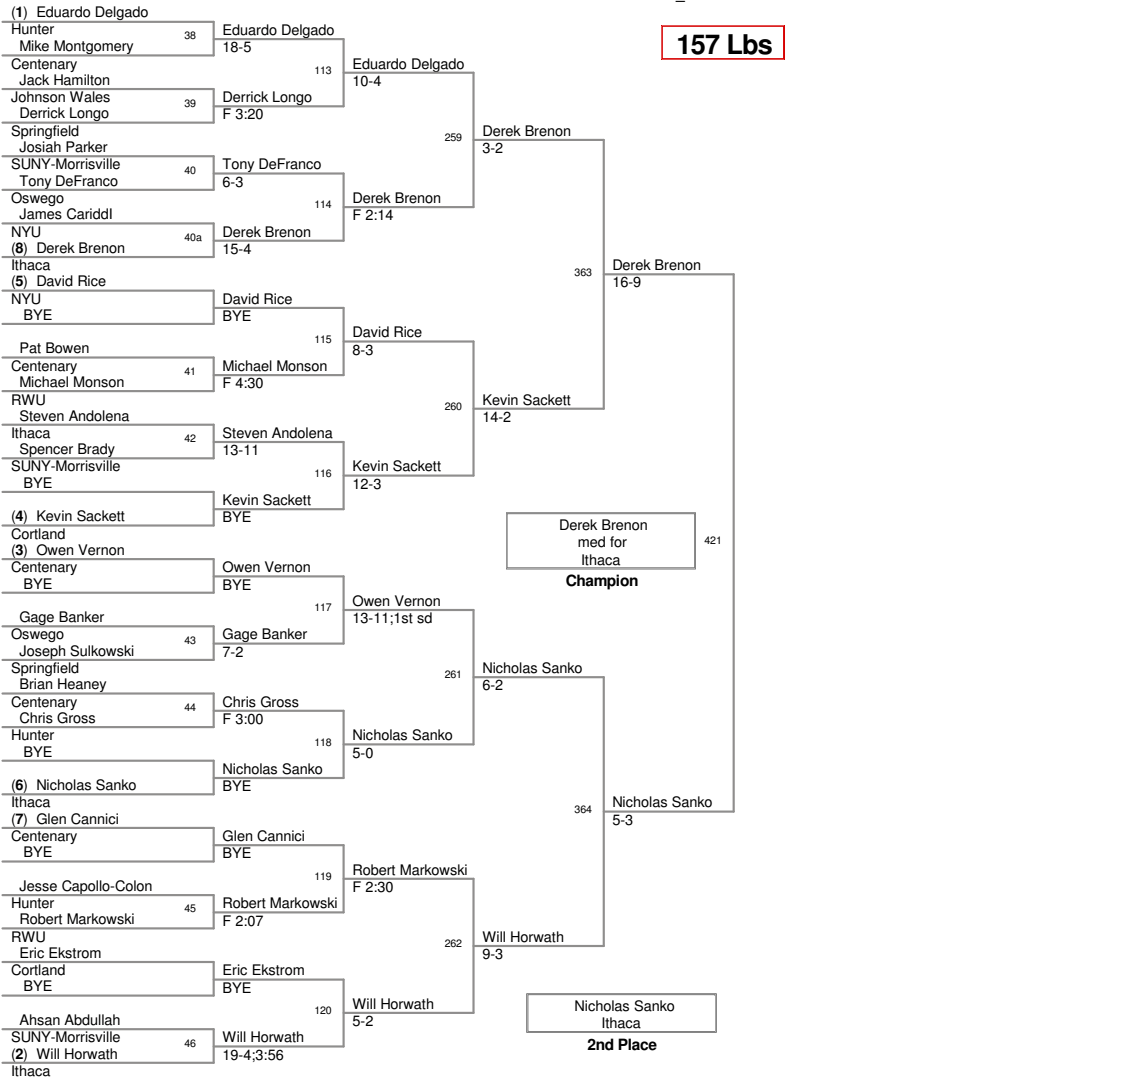 157 Lbs
(1) Eduardo Delgado
Hunter
38
Mike Montgomery
Centenary
Jack Hamilton
Johnson Wales
39
Derrick Longo
Springfield
Josiah Parker
SUNY-Morrisville
40
Tony DeFranco
Oswego
James CariddI
NYU
40a
(8) Derek Brenon
Ithaca
(5) David Rice
NYU
BYE
Pat Bowen
Centenary
41
Michael Monson
RWU
Steven Andolena
Ithaca
42
Spencer Brady
SUNY-Morrisville
BYE
(4) Kevin Sackett
Cortland
(3) Owen Vernon
Centenary
BYE
Gage Banker
Oswego
43
Joseph Sulkowski
Springfield
Brian Heaney
Centenary
44
Chris Gross
Hunter
BYE
(6) Nicholas Sanko
Ithaca
(7) Glen Cannici
Centenary
BYE
Jesse Capollo-Colon
Hunter
45
Robert Markowski
RWU
Eric Ekstrom
Cortland
BYE
Ahsan Abdullah
SUNY-Morrisville
46
(2) Will Horwath
Ithaca
Eduardo Delgado
18-5
113
Derrick Longo
F 3:20
Tony DeFranco
6-3
114
Derek Brenon
15-4
David Rice
BYE
115
Michael Monson
F 4:30
Steven Andolena
13-11
116
Kevin Sackett
BYE
Owen Vernon
BYE
117
Gage Banker
7-2
Chris Gross
F 3:00
118
Nicholas Sanko
BYE
Glen Cannici
BYE
119
Robert Markowski
F 2:07
Eric Ekstrom
BYE
120
Will Horwath
19-4;3:56
Eduardo Delgado
10-4
259
Derek Brenon
F 2:14
David Rice
8-3
260
Kevin Sackett
12-3
Owen Vernon
13-11;1st sd
261
Nicholas Sanko
5-0
Robert Markowski
F 2:30
262
Will Horwath
5-2
Derek Brenon
3-2
363
Kevin Sackett
14-2
Nicholas Sanko
6-2
364
Will Horwath
9-3
Derek Brenon
16-9
421
Nicholas Sanko
5-3
Derek Brenon
med for
Ithaca
Champion
Nicholas Sanko
Ithaca
2nd Place